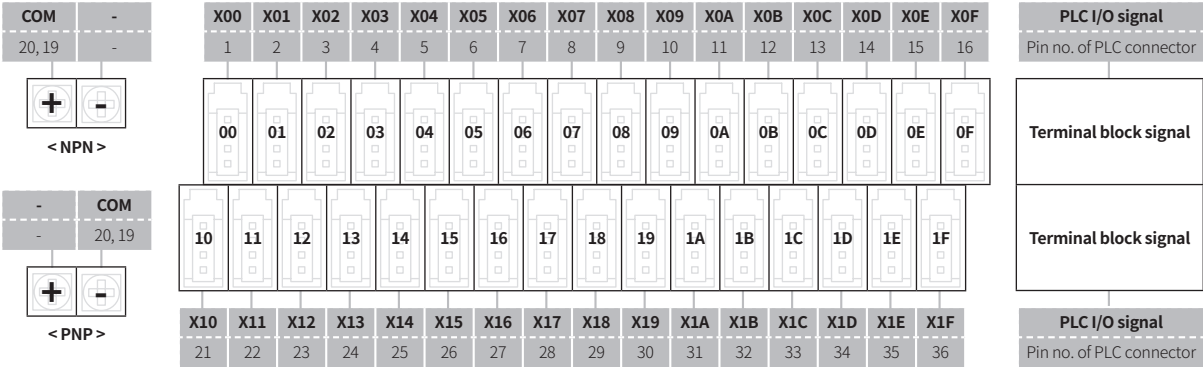 COM -
20, 19 -
+ -
< NPN >
- COM
- 20, 19
+ -
< PNP >
X00 X01 X02 X03 X04 X05 X06 X07 X08 X09 X0A X0B X0C X0D X0E X0F
1 2 3 4 5 6 7 8 9 10 11 12 13 14 15 16
00 01 02 03 04 05 06 07 08 09 0A 0B 0C 0D 0E 0F
10 11 12 13 14 15 16 17 18 19 1A 1B 1C 1D 1E 1F
X10 X11 X12 X13 X14 X15 X16 X17 X18 X19 X1A X1B X1C X1D X1E X1F
21 22 23 24 25 26 27 28 29 30 31 32 33 34 35 36
PLC I/O signal
Pin no. of PLC connector
Terminal block signal
Terminal block signal
PLC I/O signal
Pin no. of PLC connector